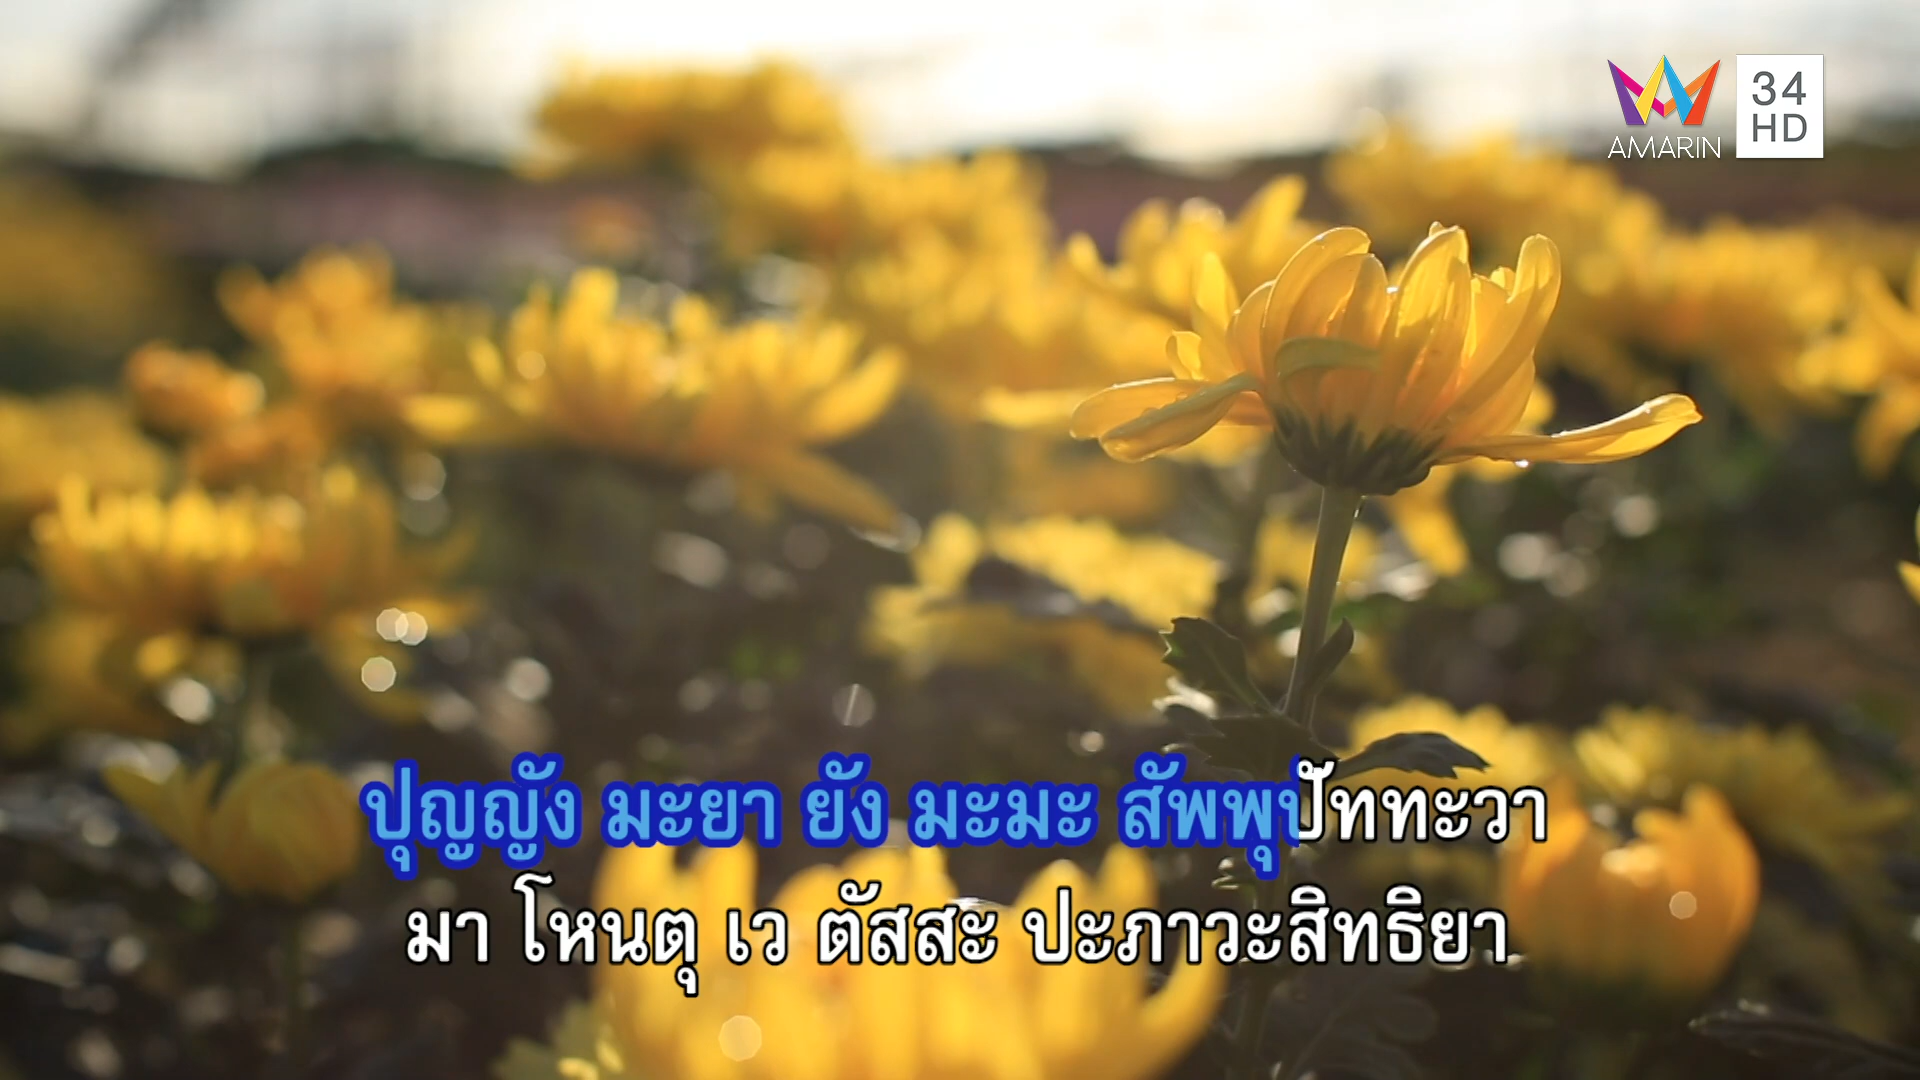 AMARIN
34
HD
ปุญญัง มะยา ยัง มะมะ สัพพุปัททะวา
มา โหนตุ เว ตัสสะ ปะภาวะสิทธิยา